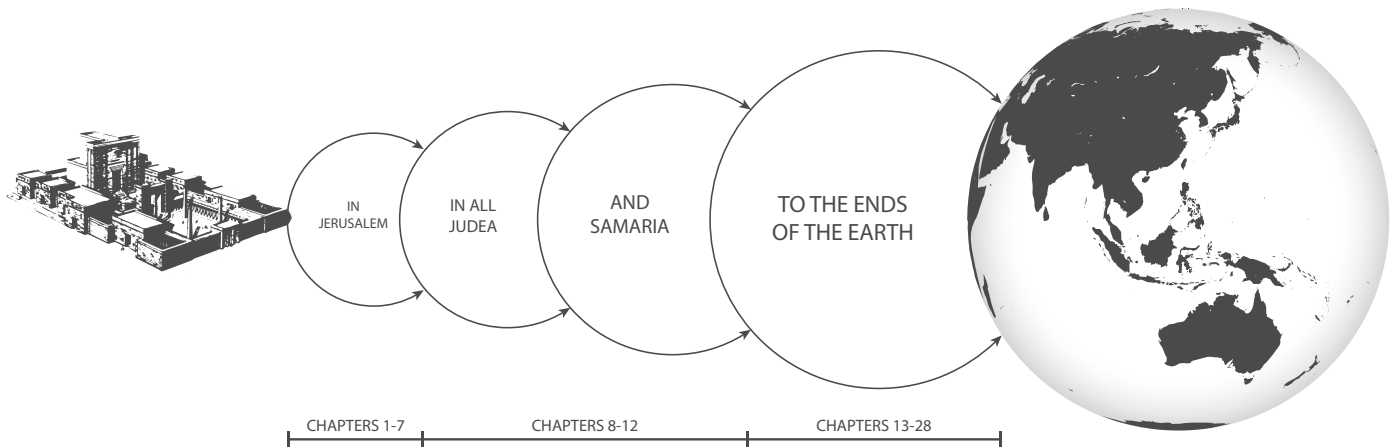 IN
JERUSALEM
IN ALL
JUDEA
AND
SAMARIA
TO THE ENDS
OF THE EARTH
CHAPTERS 1-7
CHAPTERS 8-12
CHAPTERS 13-28